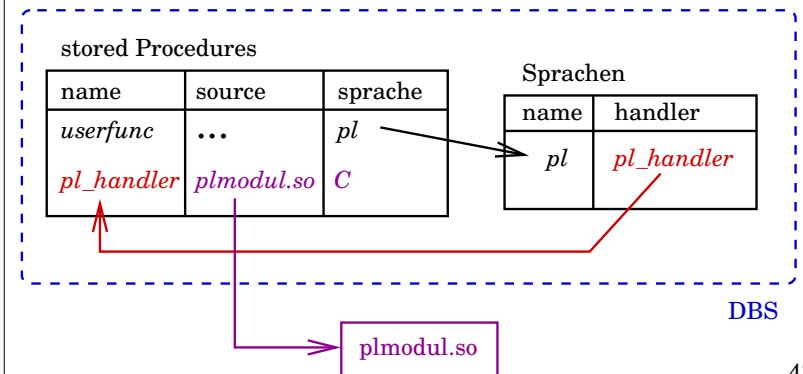 stored Procedures
name source sprache
userfunc ... pl
pl_handler plmodul.so C
Sprachen
name handler
pl pl_handler
DBS
plmodul.so